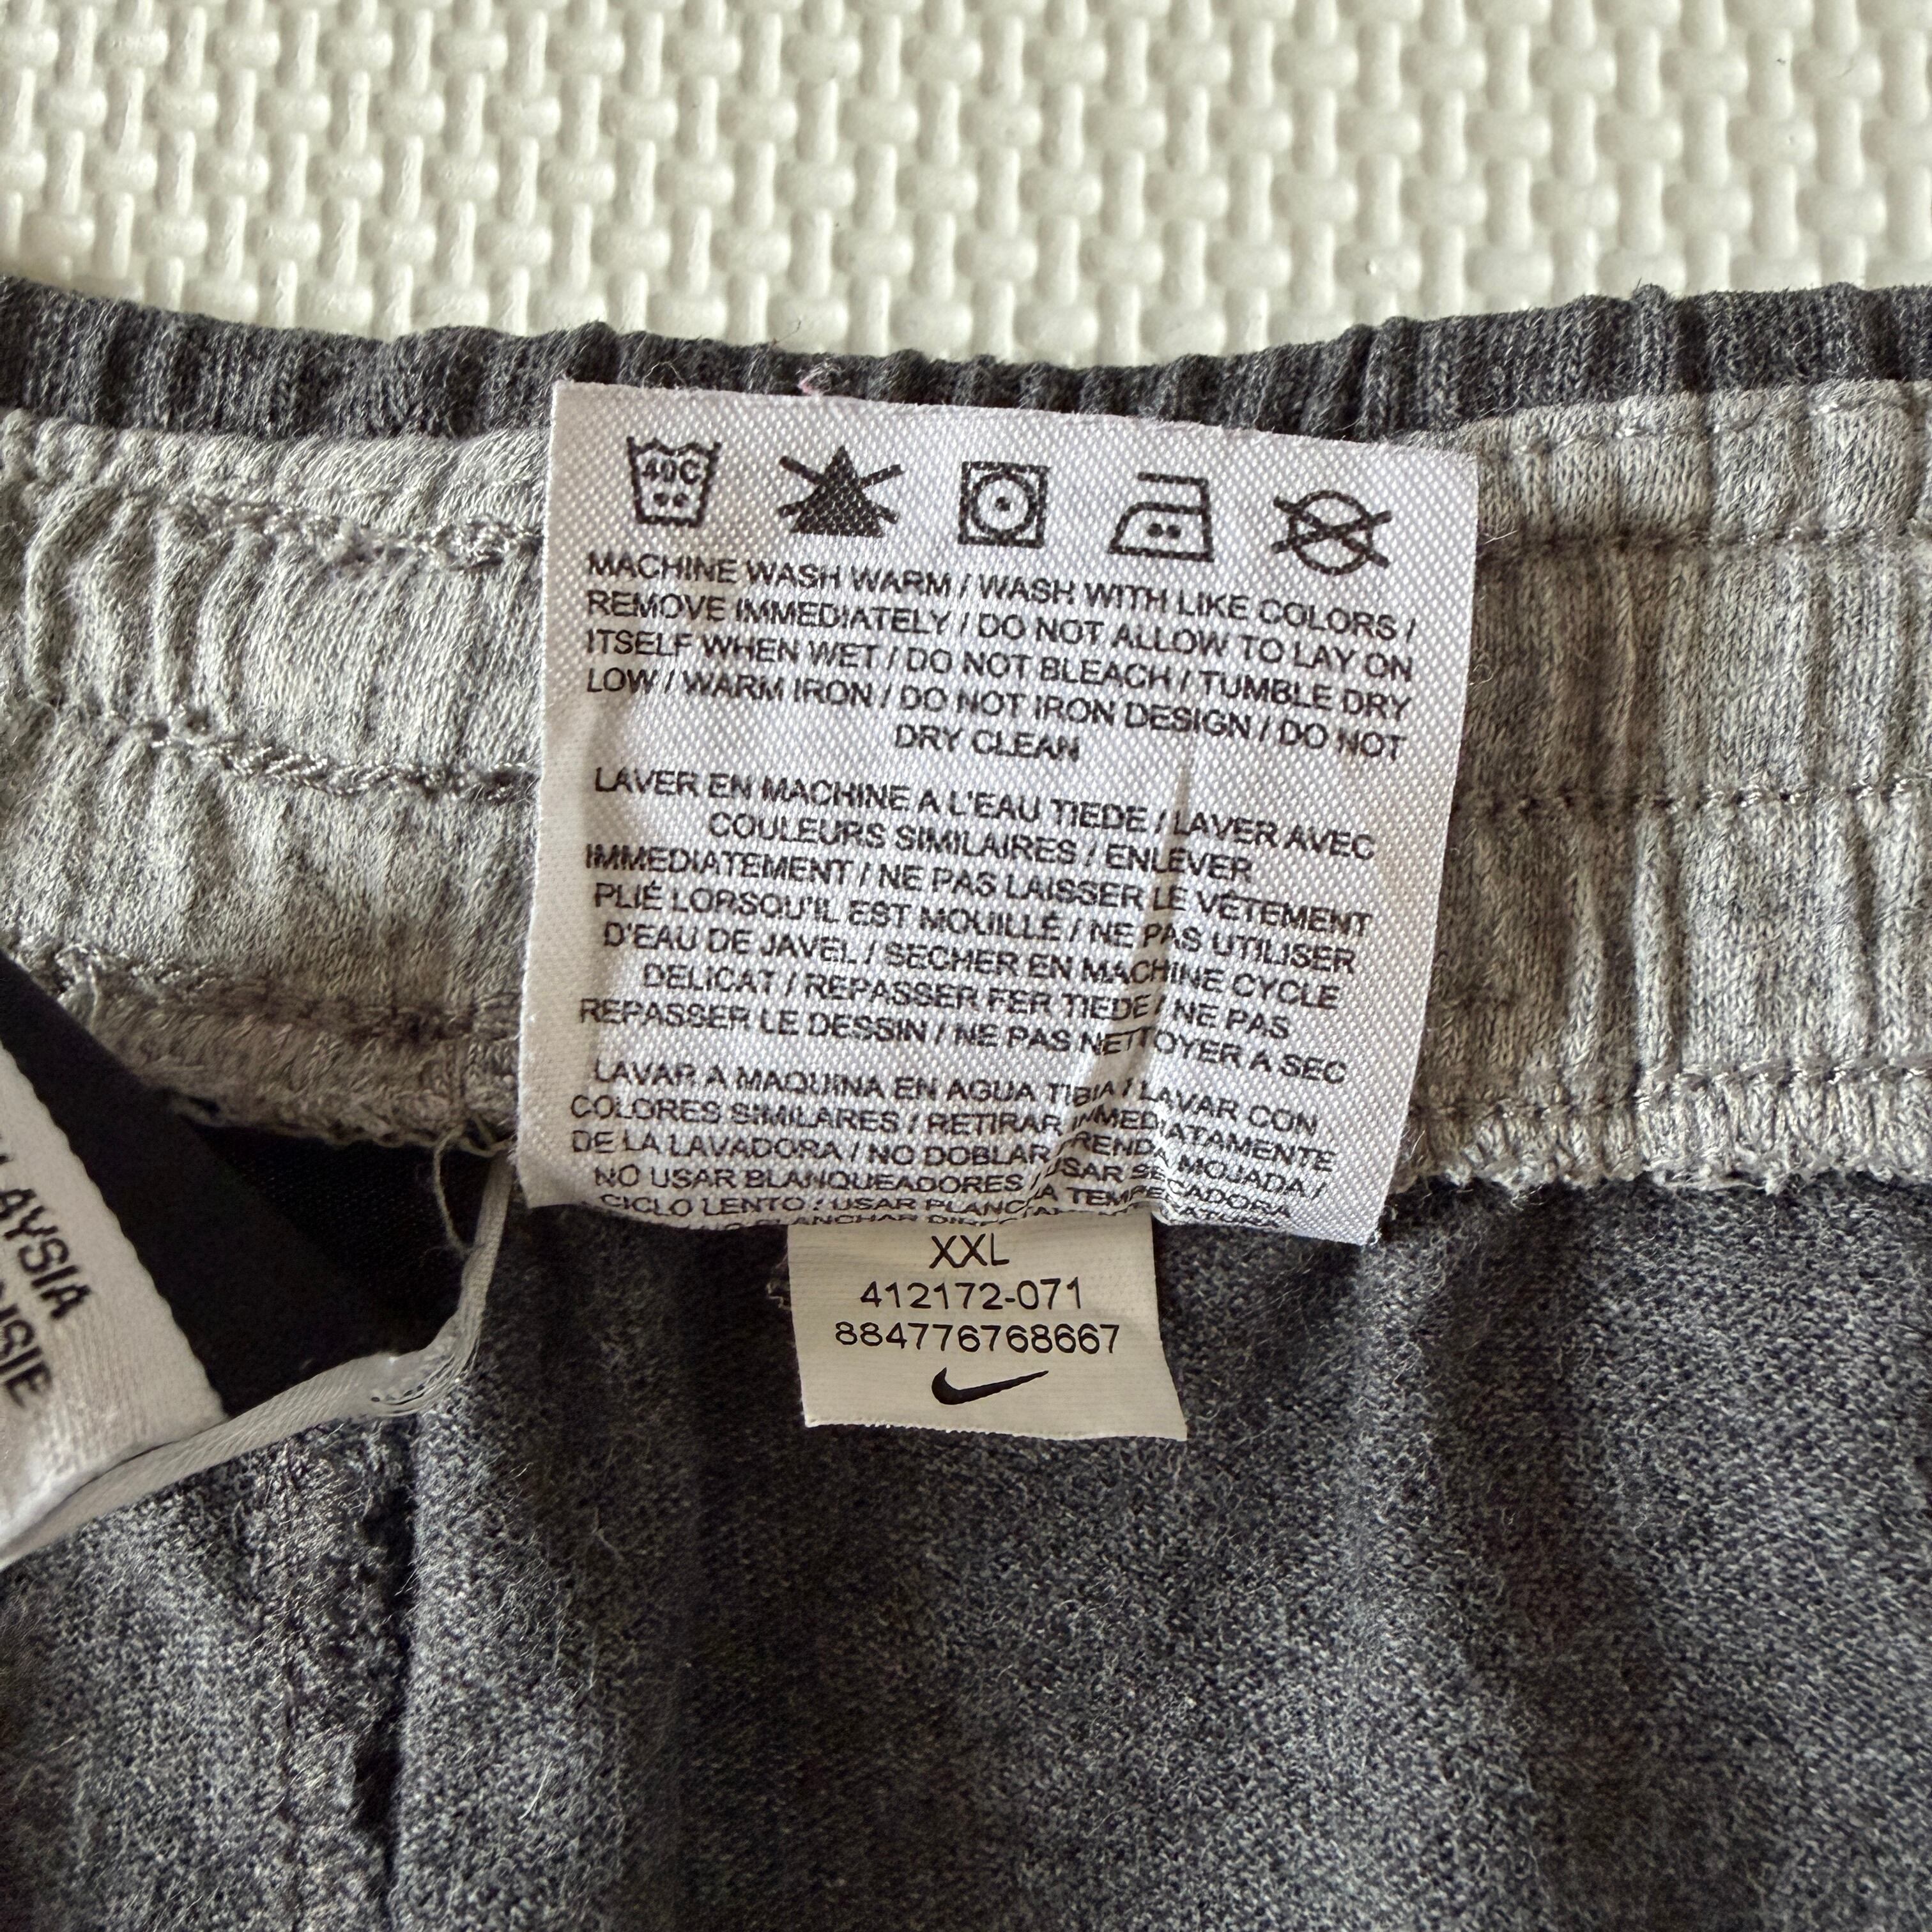 40C
MACHINE WASH WARM / WASH WITH LIKE COLORS /
REMOVE IMMEDIATELY / DO NOT ALLOW TO LAY ON
ITSELF WHEN WET / DO NOT BLEACH / TUMBLE DRY
LOW / WARM IRON / DO NOT IRON DESIGN / DO NOT
DRY CLEAN
LAVER EN MACHINE A L'EAU TIEDE / LAVER AVEC
COULEURS SIMILAIRES / ENLEVER
IMMEDIATEMENT / NE PAS LAISSER LE VÊTEMENT
PLIÉ LORSQU'IL EST MOUILLÉ / NE PAS UTILISER
D'EAU DE JAVEL / SECHER EN MACHINE CYCLE
DELICAT / REPASSER FER TIEDE / NE PAS
REPASSER LE DESSIN / NE PAS NETTOYER A SEC
LAVAR A MAQUINA EN AGUA TIBIA / LAVAR CON
COLORES SIMILARES / RETIRAR INMEDIATAMENTE
DE LA LAVADORA / NO DOBLAR PRENDA MOJADA /
NO USAR BLANQUEADORES / USAR SECADORA
CICLO LENTO / USAR PLANCHA
XXL
412172-071
884776768667
AYSIA